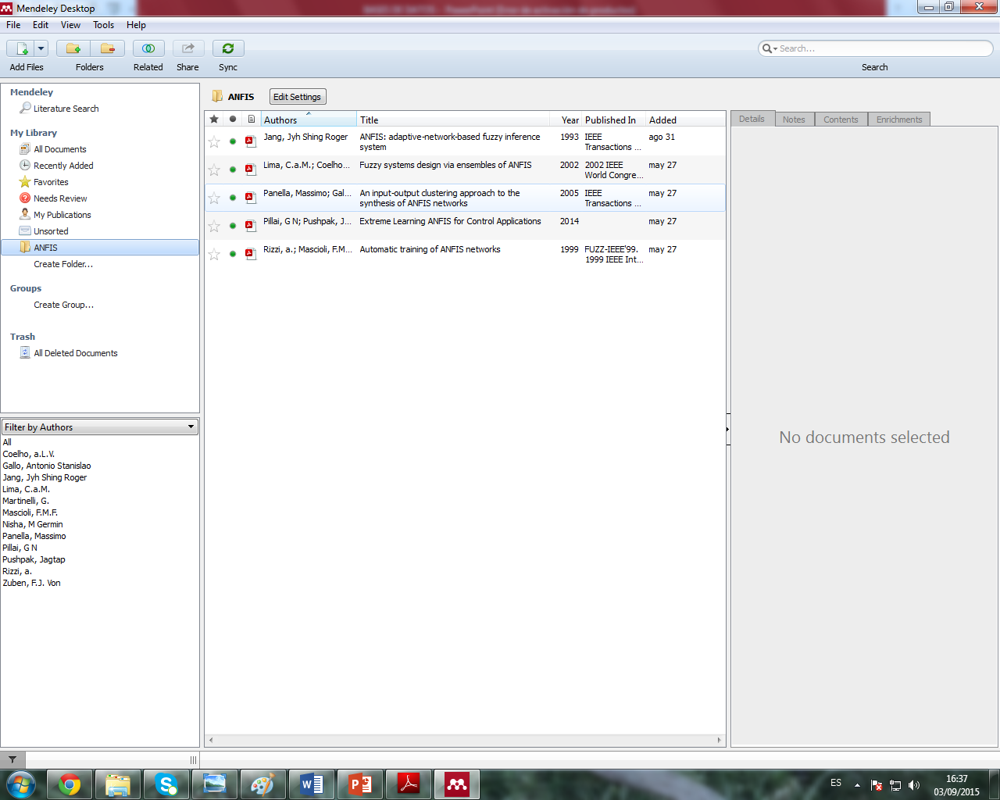 Mendeley Desktop
File Edit View Tools Help
Search...
Add Files Folders Related Share Sync Search
Mendeley
Literature Search
My Library
All Documents
Recently Added
Favorites
Needs Review
My Publications
Unsorted
ANFIS
Create Folder...
Groups
Create Group...
Trash
All Deleted Documents
Filter by Authors
All
Coelho, a.L.V.
Gallo, Antonio Stanislao
Jang, Jyh Shing Roger
Lima, C.a.M.
Martinelli, G.
Mascioli, F.M.F.
Nisha, M Germin
Panella, Massimo
Pillai, G N
Pushpak, Jagtap
Rizzi, a.
Zuben, F.J. Von
ANFIS Edit Settings
Authors Title Year Published In Added
Jang, Jyh Shing Roger ANFIS: adaptive-network-based fuzzy inference 1993 IEEE ago 31
system Transactions ...
Lima, C.a.M.; Coelho... Fuzzy systems design via ensembles of ANFIS 2002 2002 IEEE may 27
World Congre...
Panella, Massimo; Gal... An input-output clustering approach to the 2005 IEEE may 27
synthesis of ANFIS networks Transactions ...
Pillai, G N; Pushpak, J... Extreme Learning ANFIS for Control Applications 2014 may 27
Rizzi, a.; Mascioli, F.M... Automatic training of ANFIS networks 1999 FUZZ-IEEE'99. may 27
1999 IEEE Int...
Details Notes Contents Enrichments
No documents selected
ES
16:37
03/09/2015